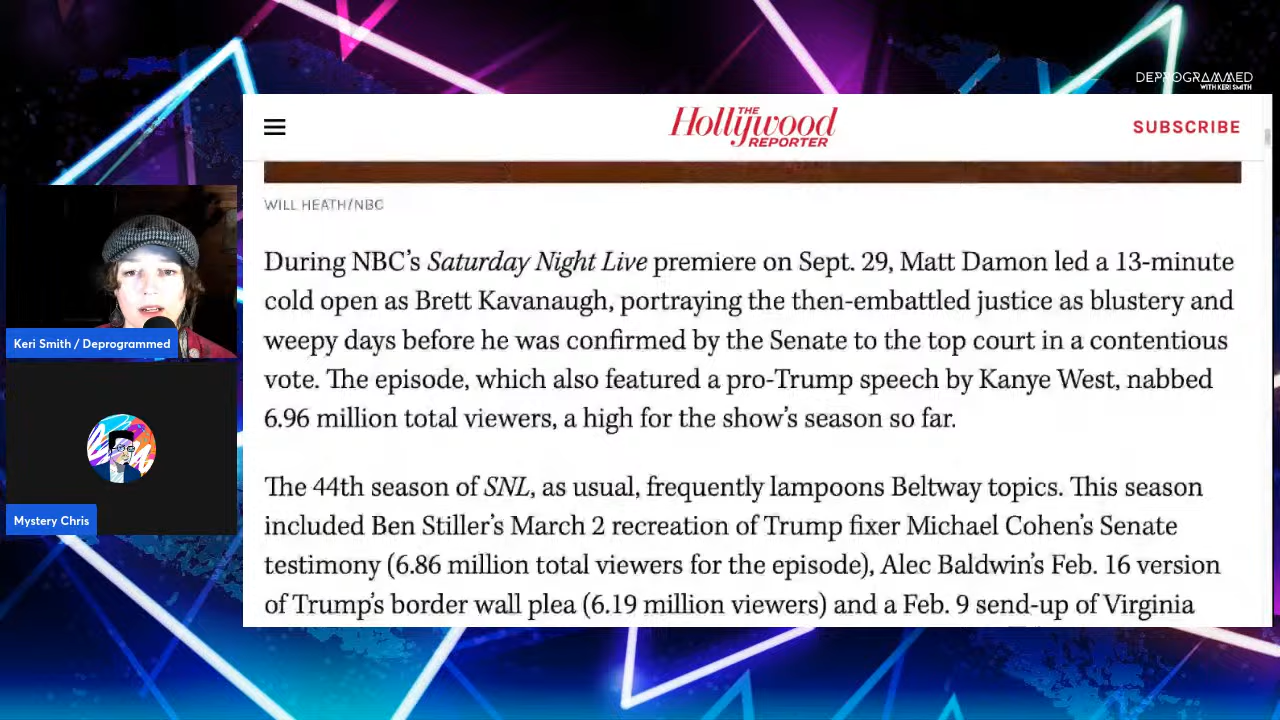 DEPROGRAMMED
WITH KERI SMITH
THE
Hollywood
REPORTER
SUBSCRIBE
WILL HEATH/NBC
During NBC’s Saturday Night Live premiere on Sept. 29, Matt Damon led a 13-minute
cold open as Brett Kavanaugh, portraying the then-embattled justice as blustery and
weepy days before he was confirmed by the Senate to the top court in a contentious
vote. The episode, which also featured a pro-Trump speech by Kanye West, nabbed
6.96 million total viewers, a high for the show’s season so far.
The 44th season of SNL, as usual, frequently lampoons Beltway topics. This season
included Ben Stiller’s March 2 recreation of Trump fixer Michael Cohen’s Senate
testimony (6.86 million total viewers for the episode), Alec Baldwin’s Feb. 16 version
of Trump’s border wall plea (6.19 million viewers) and a Feb. 9 send-up of Virginia
Keri Smith / Deprogrammed
Mystery Chris